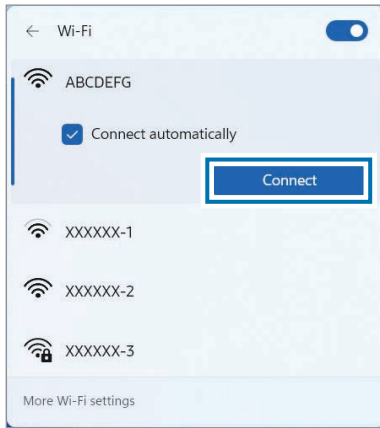 Wi-Fi
ABCDEFG
Connect automatically
Connect
XXXXXX-1
XXXXXX-2
XXXXXX-3
More Wi-Fi settings